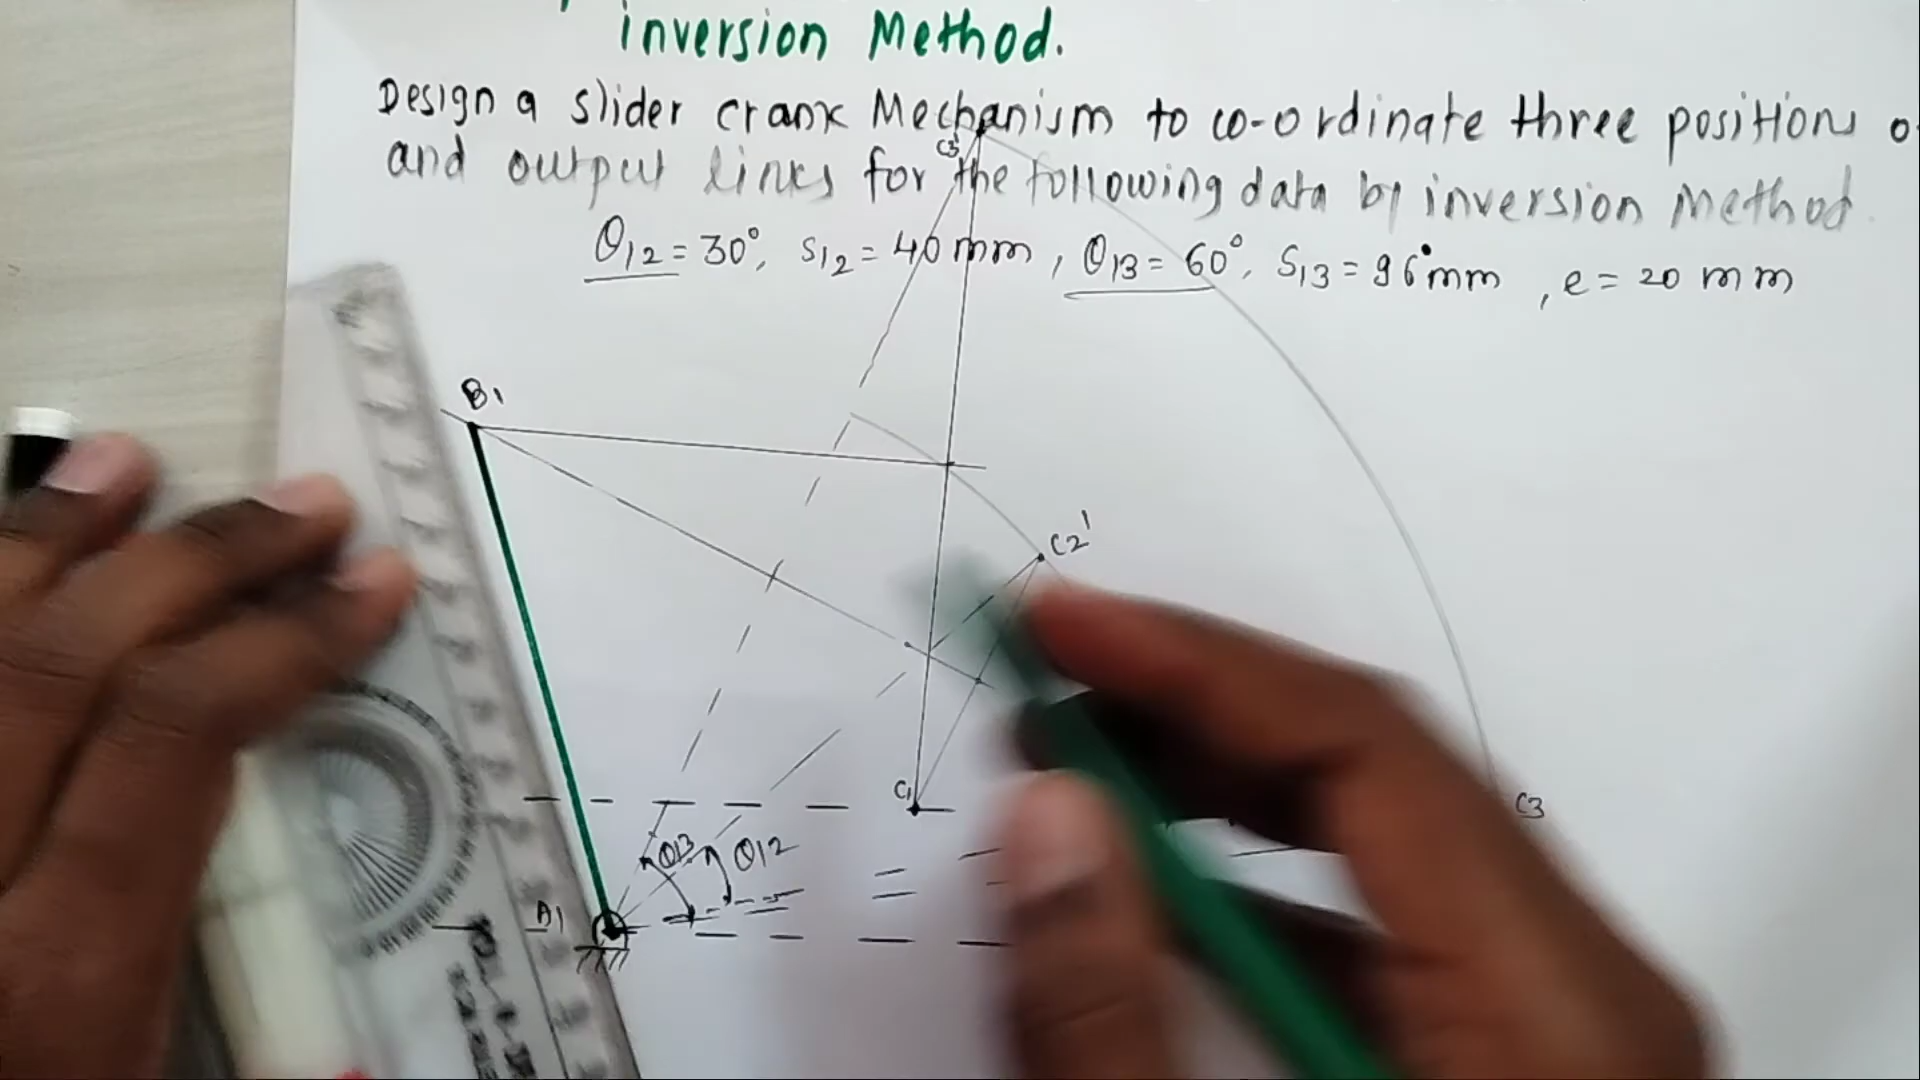 inversion Method.
Design a slider crank Mechanism to co-ordinate three positions o
and output links for the following data by inversion Method.
θ12 = 30°, S12 = 40 mm, θ13 = 60°, S13 = 96 mm, e = 20 mm
C3'
B1
C2'
C1
C3
θ13
θ12
A1